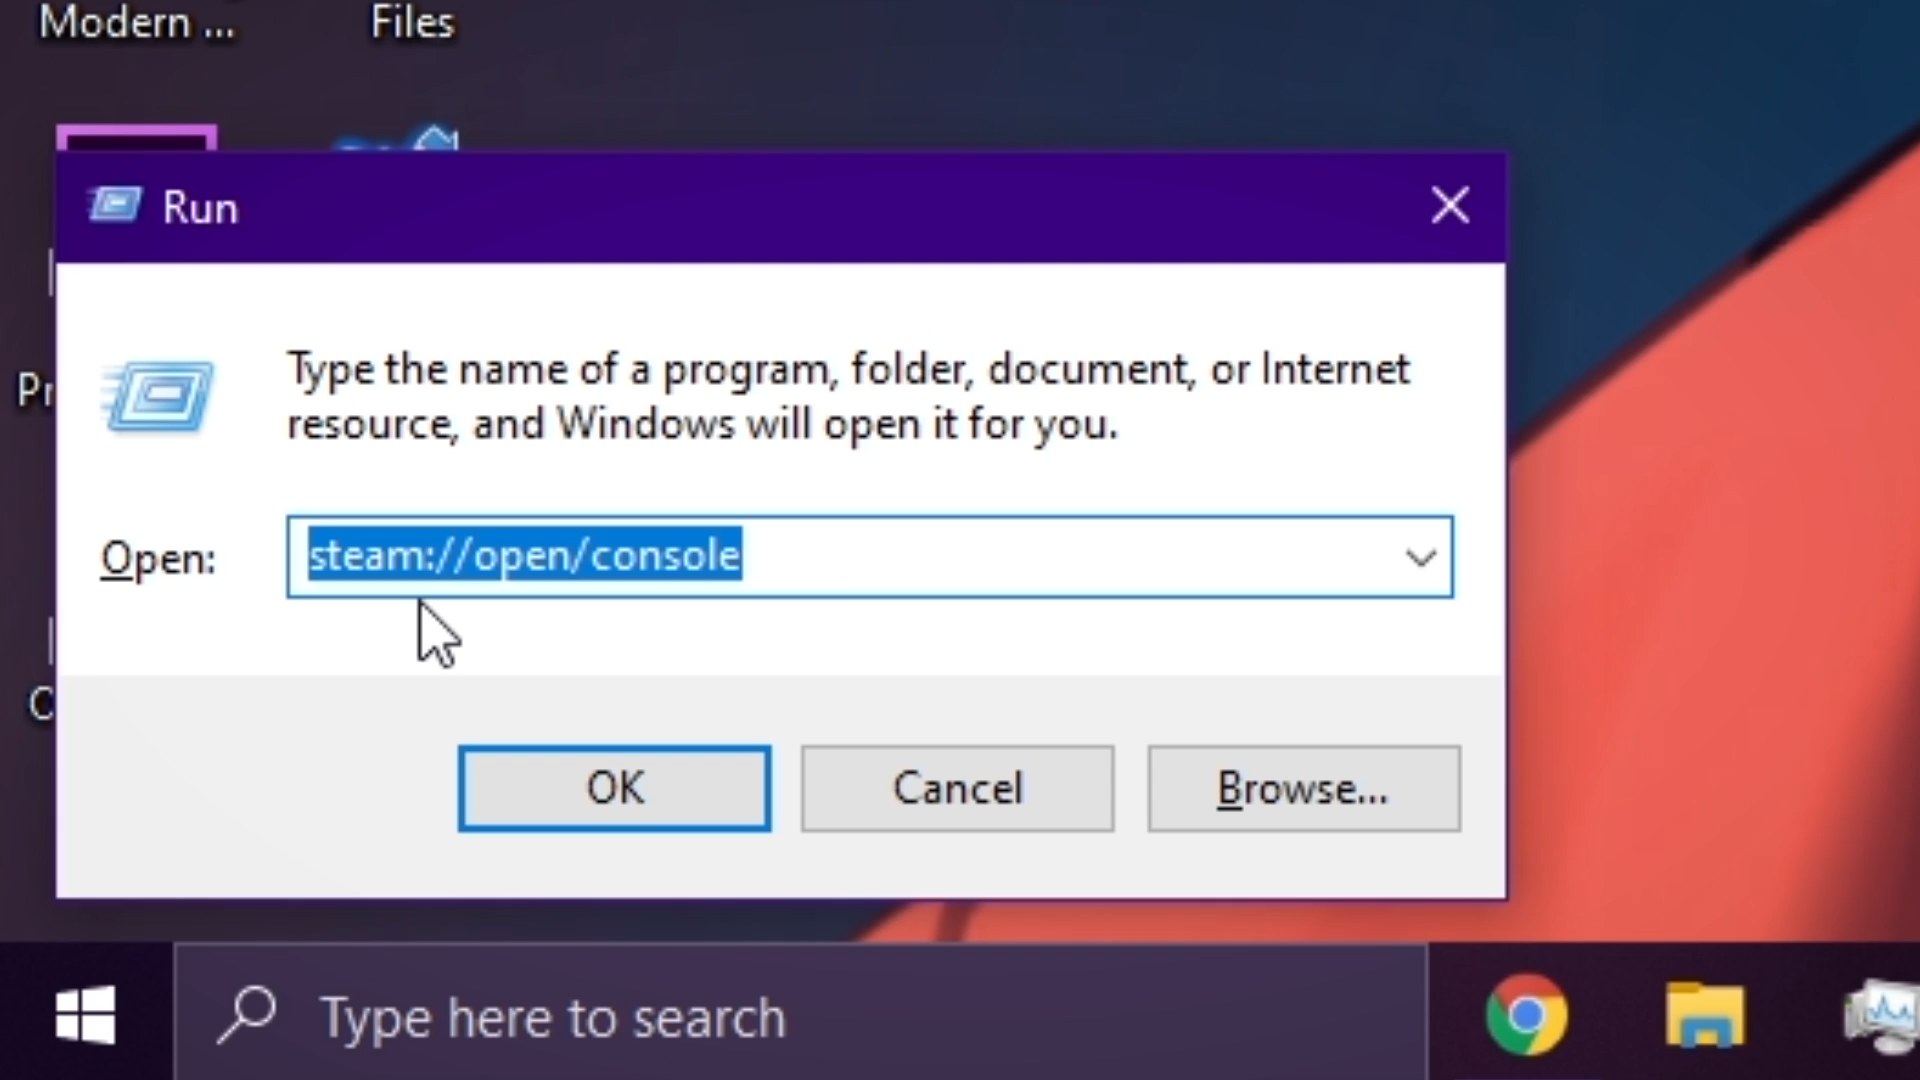 Modern ...
Files
Run
Pr
Type the name of a program, folder, document, or Internet
resource, and Windows will open it for you.
Open:
steam://open/console
OK
Cancel
Browse...
Type here to search